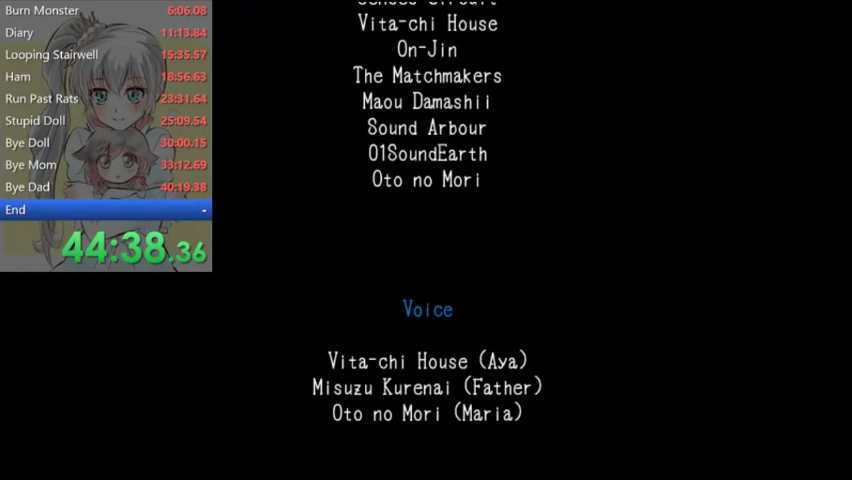 Burn Monster 6:06.08
Diary 11:13.84
Looping Stairwell 15:35.57
Ham 18:56.63
Run Past Rats 23:31.64
Stupid Doll 25:09.54
Bye Doll 30:00.15
Bye Mom 33:12.69
Bye Dad 40:19.38
End -
44:38.36
Vita-chi House
On-Jin
The Matchmakers
Maou Damashii
Sound Arbour
01SoundEarth
Oto no Mori
Voice
Vita-chi House (Aya)
Misuzu Kurenai (Father)
Oto no Mori (Maria)